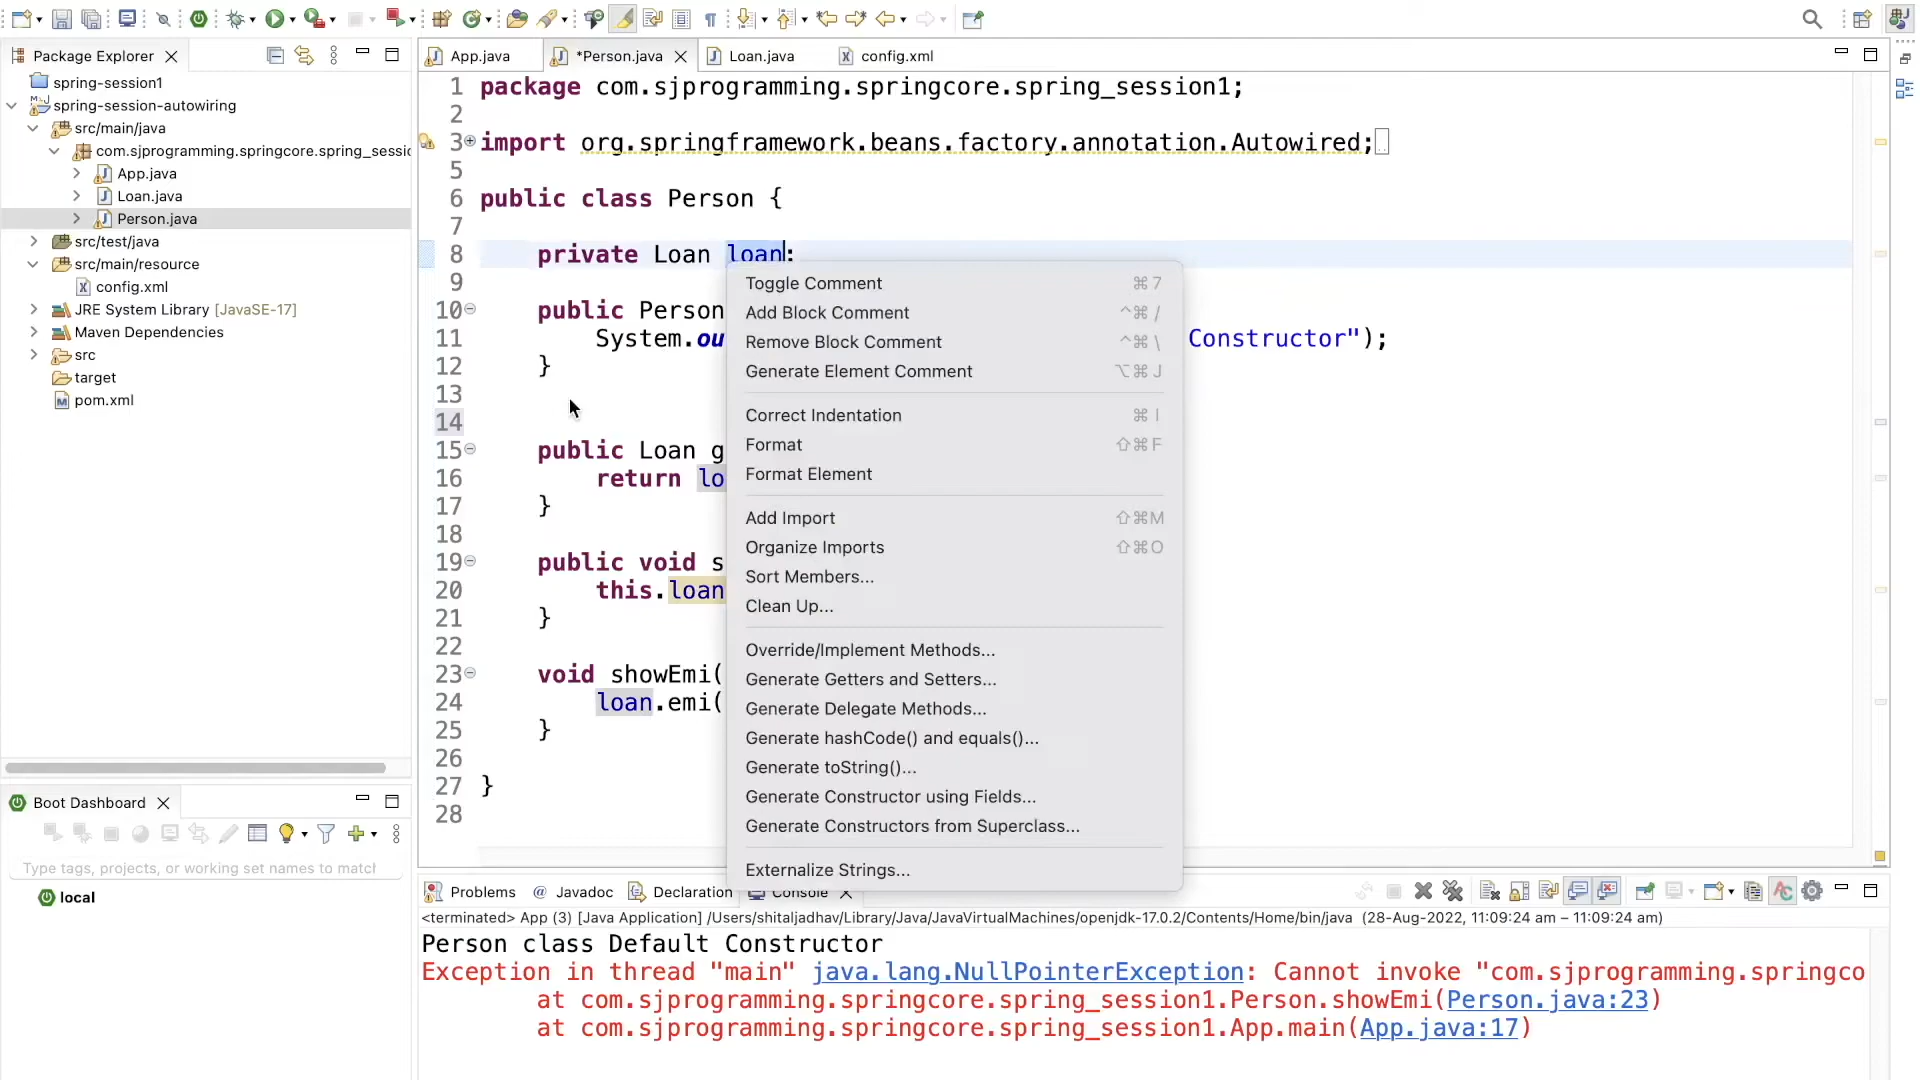 Package Explorer
App.java
*Person.java
Loan.java
config.xml
spring-session1
spring-session-autowiring
src/main/java
com.sjprogramming.springcore.spring_sessio
App.java
Loan.java
Person.java
src/test/java
src/main/resource
config.xml
JRE System Library [JavaSE-17]
Maven Dependencies
src
target
pom.xml
1 package com.sjprogramming.springcore.spring_session1;
2
3 import org.springframework.beans.factory.annotation.Autowired;
5
6 public class Person {
7
8 private Loan loan;
9
10 public Person
11 System.ou Constructor");
12 }
13
14
15 public Loan g
16 return lo
17 }
18
19 public void s
20 this.loan
21 }
22
23 void showEmi(
24 loan.emi(
25 }
26
27 }
28
Toggle Comment ⌘7
Add Block Comment ^⌘/
Remove Block Comment ^⌘\
Generate Element Comment ⌥⌘J
Correct Indentation ⌘I
Format ⇧⌘F
Format Element
Add Import ⇧⌘M
Organize Imports ⇧⌘O
Sort Members...
Clean Up...
Override/Implement Methods...
Generate Getters and Setters...
Generate Delegate Methods...
Generate hashCode() and equals()...
Generate toString()...
Generate Constructor using Fields...
Generate Constructors from Superclass...
Externalize Strings...
Boot Dashboard
Type tags, projects, or working set names to match
local
Problems
@ Javadoc
Declaration
Console
<terminated> App (3) [Java Application] /Users/shitaljadhav/Library/Java/JavaVirtualMachines/openjdk-17.0.2/Contents/Home/bin/java (28-Aug-2022, 11:09:24 am – 11:09:24 am)
Person class Default Constructor
Exception in thread "main" java.lang.NullPointerException: Cannot invoke "com.sjprogramming.springco
at com.sjprogramming.springcore.spring_session1.Person.showEmi(Person.java:23)
at com.sjprogramming.springcore.spring_session1.App.main(App.java:17)